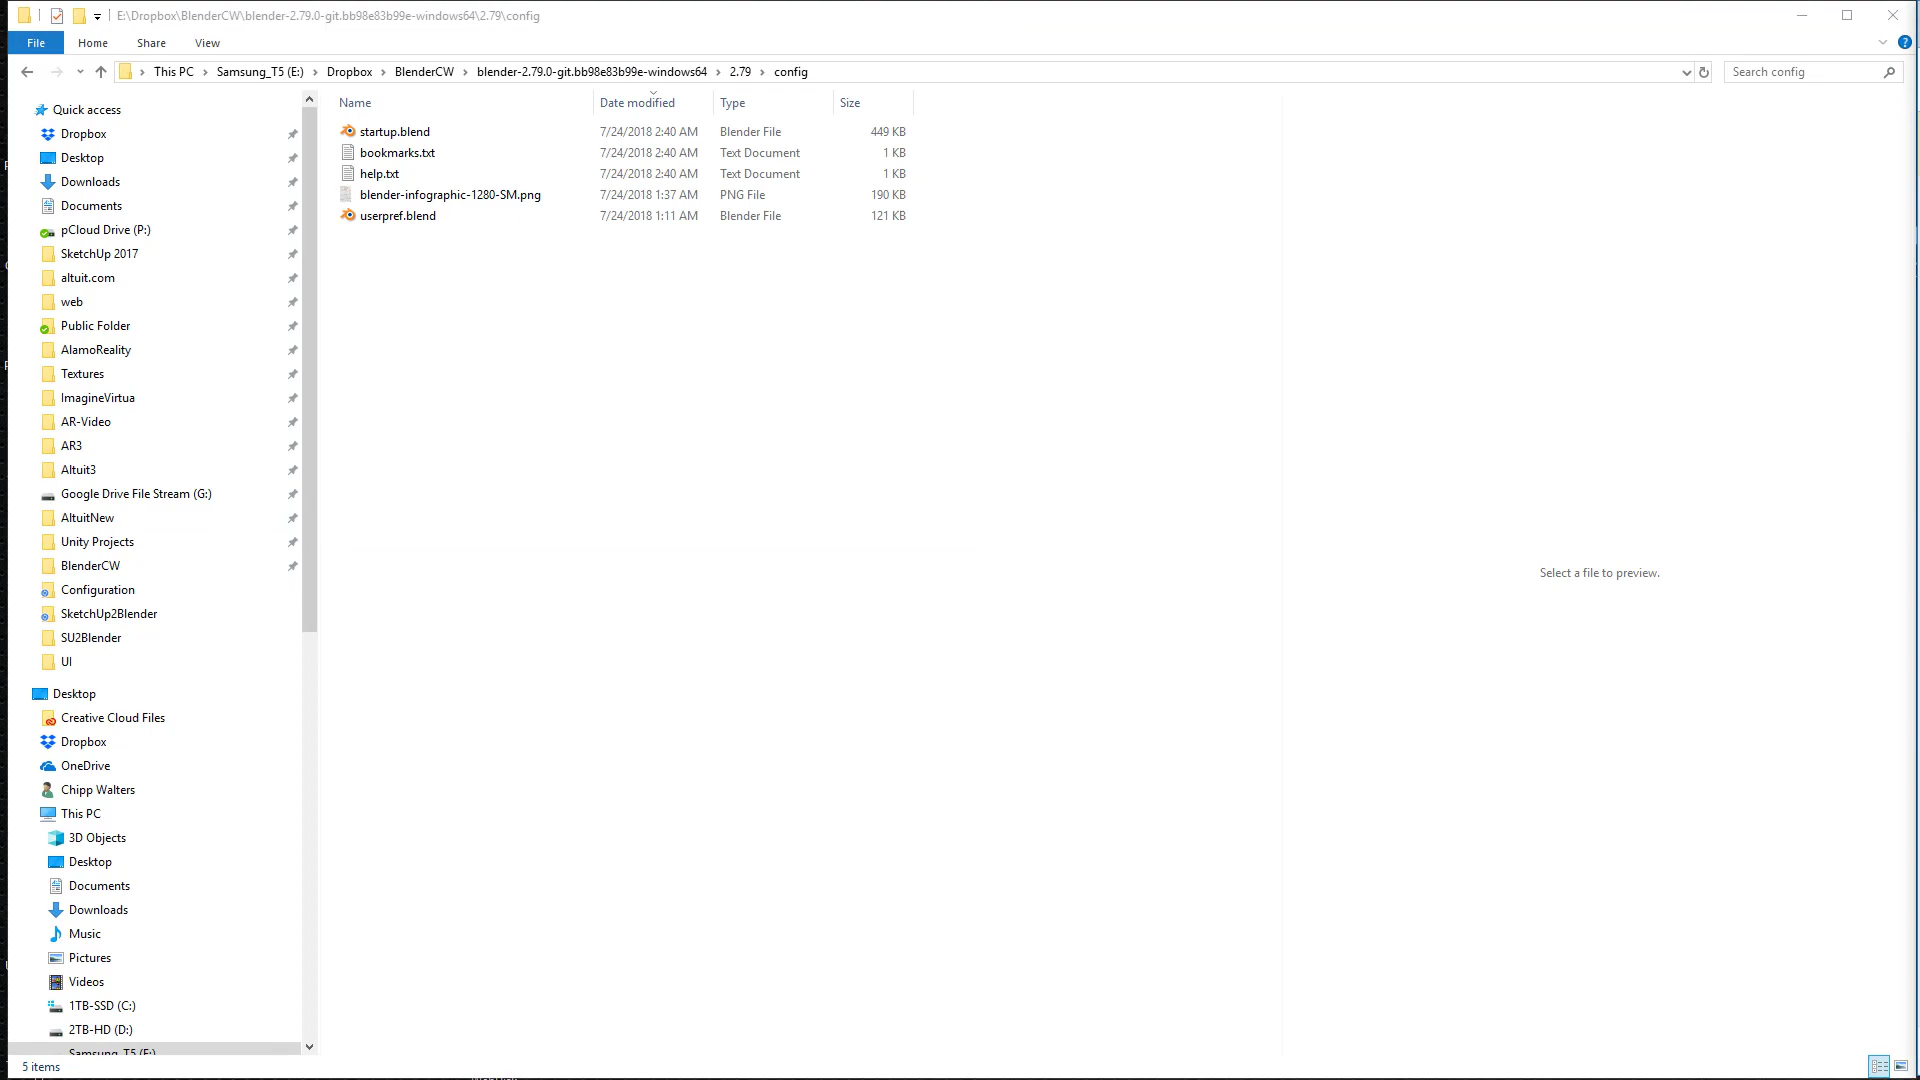 E:\Dropbox\BlenderCW\blender-2.79.0-git.bb98e83b99e-windows64\2.79\config
File Home Share View
This PC Samsung_T5 (E:) Dropbox BlenderCW blender-2.79.0-git.bb98e83b99e-windows64 2.79 config Search config
Name Date modified Type Size
startup.blend 7/24/2018 2:40 AM Blender File 449 KB
bookmarks.txt 7/24/2018 2:40 AM Text Document 1 KB
help.txt 7/24/2018 2:40 AM Text Document 1 KB
blender-infographic-1280-SM.png 7/24/2018 1:37 AM PNG File 190 KB
userpref.blend 7/24/2018 1:11 AM Blender File 121 KB
Quick access
Dropbox
Desktop
Downloads
Documents
pCloud Drive (P:)
SketchUp 2017
altuit.com
web
Public Folder
AlamoReality
Textures
ImagineVirtua
AR-Video
AR3
Altuit3
Google Drive File Stream (G:)
AltuitNew
Unity Projects
BlenderCW
Configuration
SketchUp2Blender
SU2Blender
UI
Desktop
Creative Cloud Files
Dropbox
OneDrive
Chipp Walters
This PC
3D Objects
Desktop
Documents
Downloads
Music
Pictures
Videos
1TB-SSD (C:)
2TB-HD (D:)
Samsung_T5 (E:)
Select a file to preview.
5 items